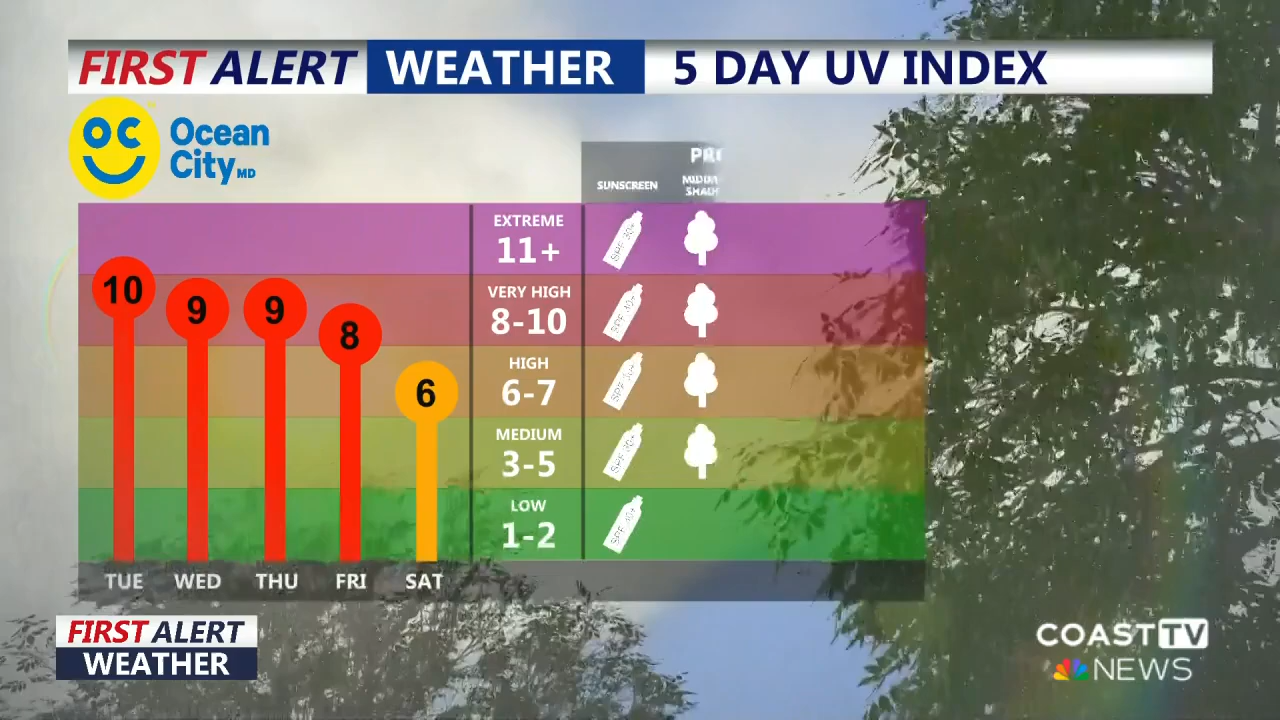 FIRST ALERT WEATHER 5 DAY UV INDEX
OC Ocean
City MD
SUNSCREEN
EXTREME
11+
VERY HIGH
8-10
HIGH
6-7
MEDIUM
3-5
LOW
1-2
10
9
9
8
6
TUE WED THU FRI SAT
FIRST ALERT
WEATHER
COAST TV
NEWS